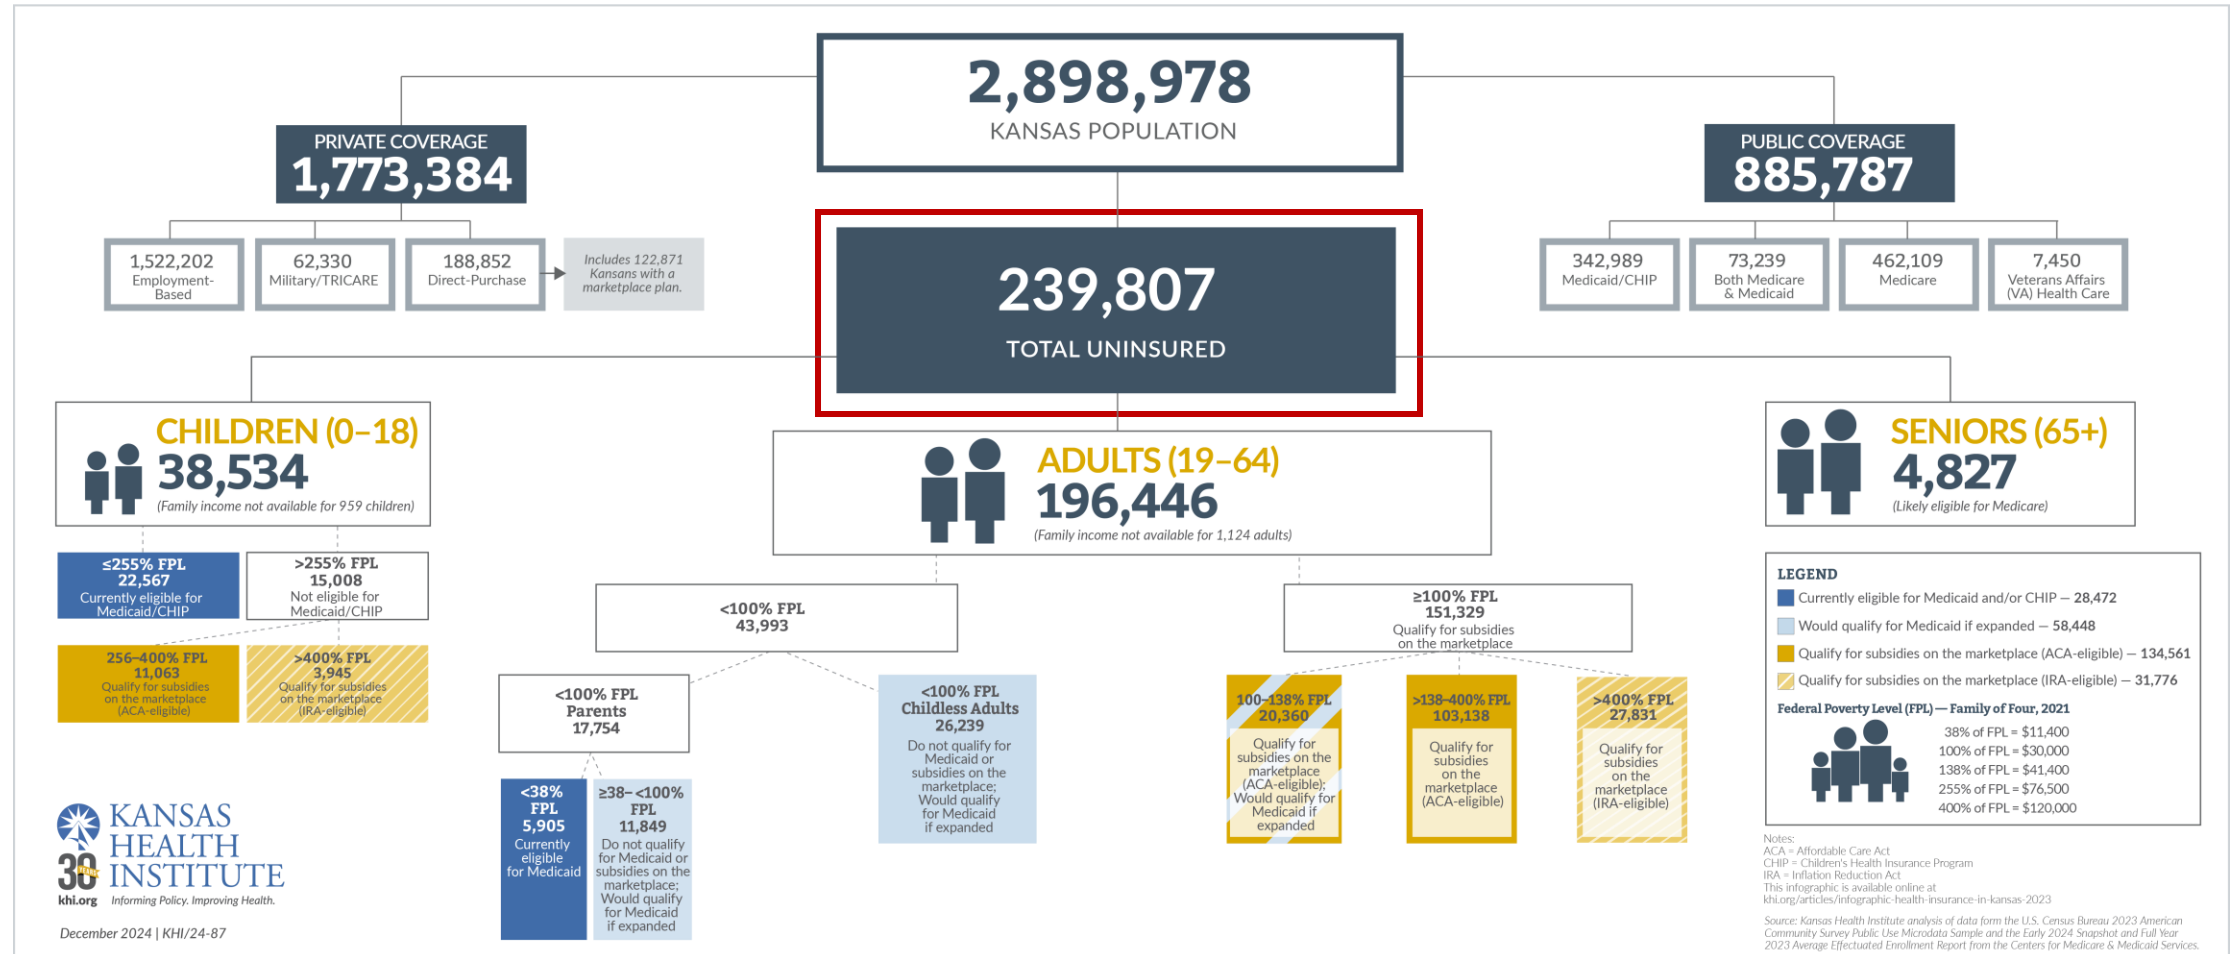 2,898,978
KANSAS POPULATION
PRIVATE COVERAGE
1,773,384
1,522,202
Employment-
Based
62,330
Military/TRICARE
188,852
Direct-Purchase
Includes 122,871
Kansans with a
marketplace plan.
PUBLIC COVERAGE
885,787
342,989
Medicaid/CHIP
73,239
Both Medicare
& Medicaid
462,109
Medicare
7,450
Veterans Affairs
(VA) Health Care
239,807
TOTAL UNINSURED
CHILDREN (0–18)
38,534
(Family income not available for 959 children)
≤255% FPL
22,567
Currently eligible for
Medicaid/CHIP
>255% FPL
15,008
Not eligible for
Medicaid/CHIP
256–400% FPL
11,063
Qualify for subsidies
on the marketplace
(ACA-eligible)
>400% FPL
3,945
Qualify for subsidies
on the marketplace
(IRA-eligible)
ADULTS (19–64)
196,446
(Family income not available for 1,124 adults)
<100% FPL
43,993
<100% FPL
Parents
17,754
<38%
FPL
5,905
Currently
eligible
for Medicaid
≥38–<100%
FPL
11,849
Do not qualify
for Medicaid or
subsidies on the
marketplace;
Would qualify
for Medicaid
if expanded
<100% FPL
Childless Adults
26,239
Do not qualify for
Medicaid or
subsidies on the
marketplace;
Would qualify
for Medicaid
if expanded
≥100% FPL
151,329
Qualify for subsidies
on the marketplace
100–138% FPL
20,360
Qualify for
subsidies on the
marketplace
(ACA-eligible);
Would qualify for
Medicaid if
expanded
>138–400% FPL
103,138
Qualify for
subsidies
on the
marketplace
(ACA-eligible)
>400% FPL
27,831
Qualify for
subsidies
on the
marketplace
(IRA-eligible)
SENIORS (65+)
4,827
(Likely eligible for Medicare)
LEGEND
Currently eligible for Medicaid and/or CHIP — 28,472
Would qualify for Medicaid if expanded — 58,448
Qualify for subsidies on the marketplace (ACA-eligible) — 134,561
Qualify for subsidies on the marketplace (IRA-eligible) — 31,776
Federal Poverty Level (FPL) — Family of Four, 2021
38% of FPL = $11,400
100% of FPL = $30,000
138% of FPL = $41,400
255% of FPL = $76,500
400% of FPL = $120,000
Notes:
ACA = Affordable Care Act
CHIP = Children's Health Insurance Program
IRA = Inflation Reduction Act
This infographic is available online at
khi.org/articles/infographic-health-insurance-in-kansas-2023
Source: Kansas Health Institute analysis of data form the U.S. Census Bureau 2023 American
Community Survey Public Use Microdata Sample and the Early 2024 Snapshot and Full Year
2023 Average Effectuated Enrollment Report from the Centers for Medicare & Medicaid Services.
KANSAS
HEALTH
INSTITUTE
30
YEARS
khi.org
Informing Policy. Improving Health.
December 2024 | KHI/24-87